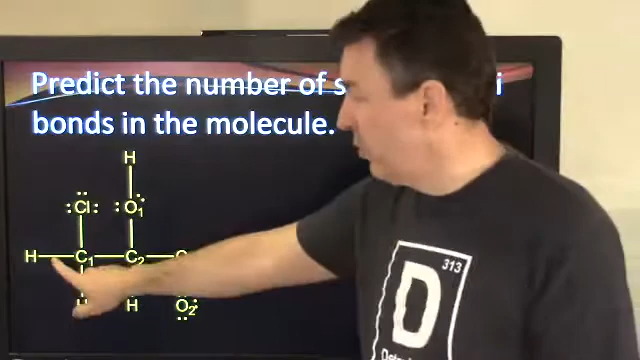 Predict the number of s i
bonds in the molecule.
H
:Cl: :O1
H C1 C2 C
H H O2
313
D